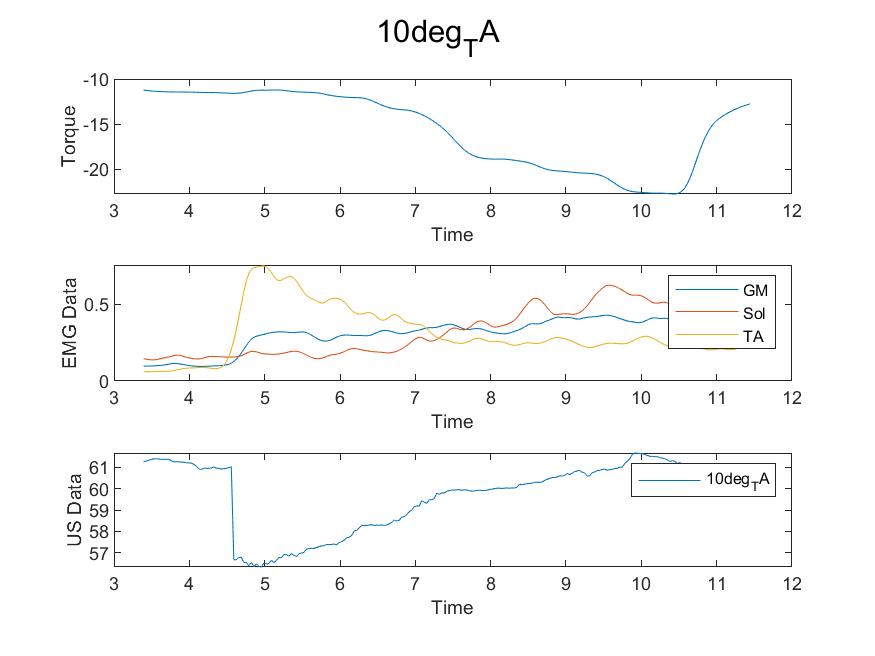 10deg_TA
-10
-15
-20
Torque
3 4 5 6 7 8 9 10 11 12
Time
0.5
0
EMG Data
GM
Sol
TA
3 4 5 6 7 8 9 10 11 12
Time
61
60
59
58
57
US Data
10deg_TA
3 4 5 6 7 8 9 10 11 12
Time